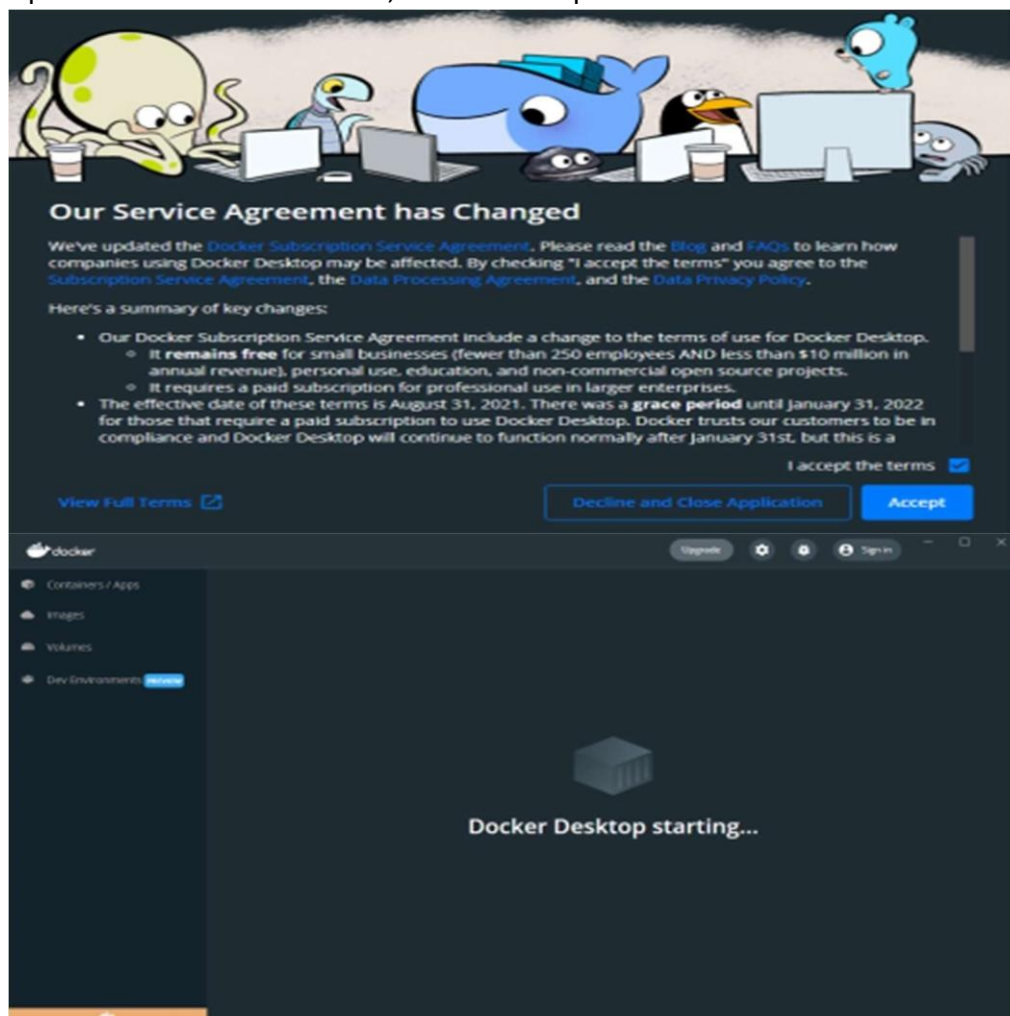 Our Service Agreement has Changed
We've updated the Docker Subscription Service Agreement. Please read the Blog and FAQs to learn how
companies using Docker Desktop may be affected. By checking "I accept the terms" you agree to the
Subscription Service Agreement, the Data Processing Agreement, and the Data Privacy Policy.
Here's a summary of key changes:
• Our Docker Subscription Service Agreement include a change to the terms of use for Docker Desktop.
◦ It remains free for small businesses (fewer than 250 employees AND less than $10 million in
annual revenue), personal use, education, and non-commercial open source projects.
◦ It requires a paid subscription for professional use in larger enterprises.
• The effective date of these terms is August 31, 2021. There was a grace period until January 31, 2022
for those that require a paid subscription to use Docker Desktop. Docker trusts our customers to be in
compliance and Docker Desktop will continue to function normally after January 31st, but this is a
I accept the terms
View Full Terms
Decline and Close Application
Accept
docker
Upgrade
Sign in
Containers / Apps
Images
Volumes
Dev Environments PREVIEW
Docker Desktop starting...